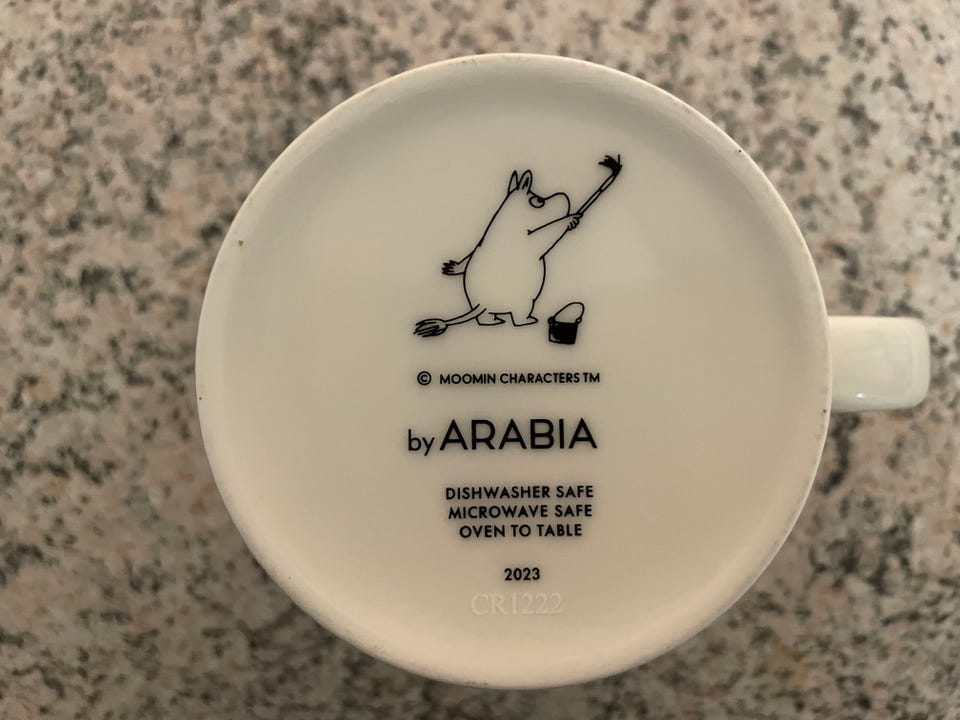 © MOOMIN CHARACTERS TM
by ARABIA
DISHWASHER SAFE
MICROWAVE SAFE
OVEN TO TABLE
2023
CR1222